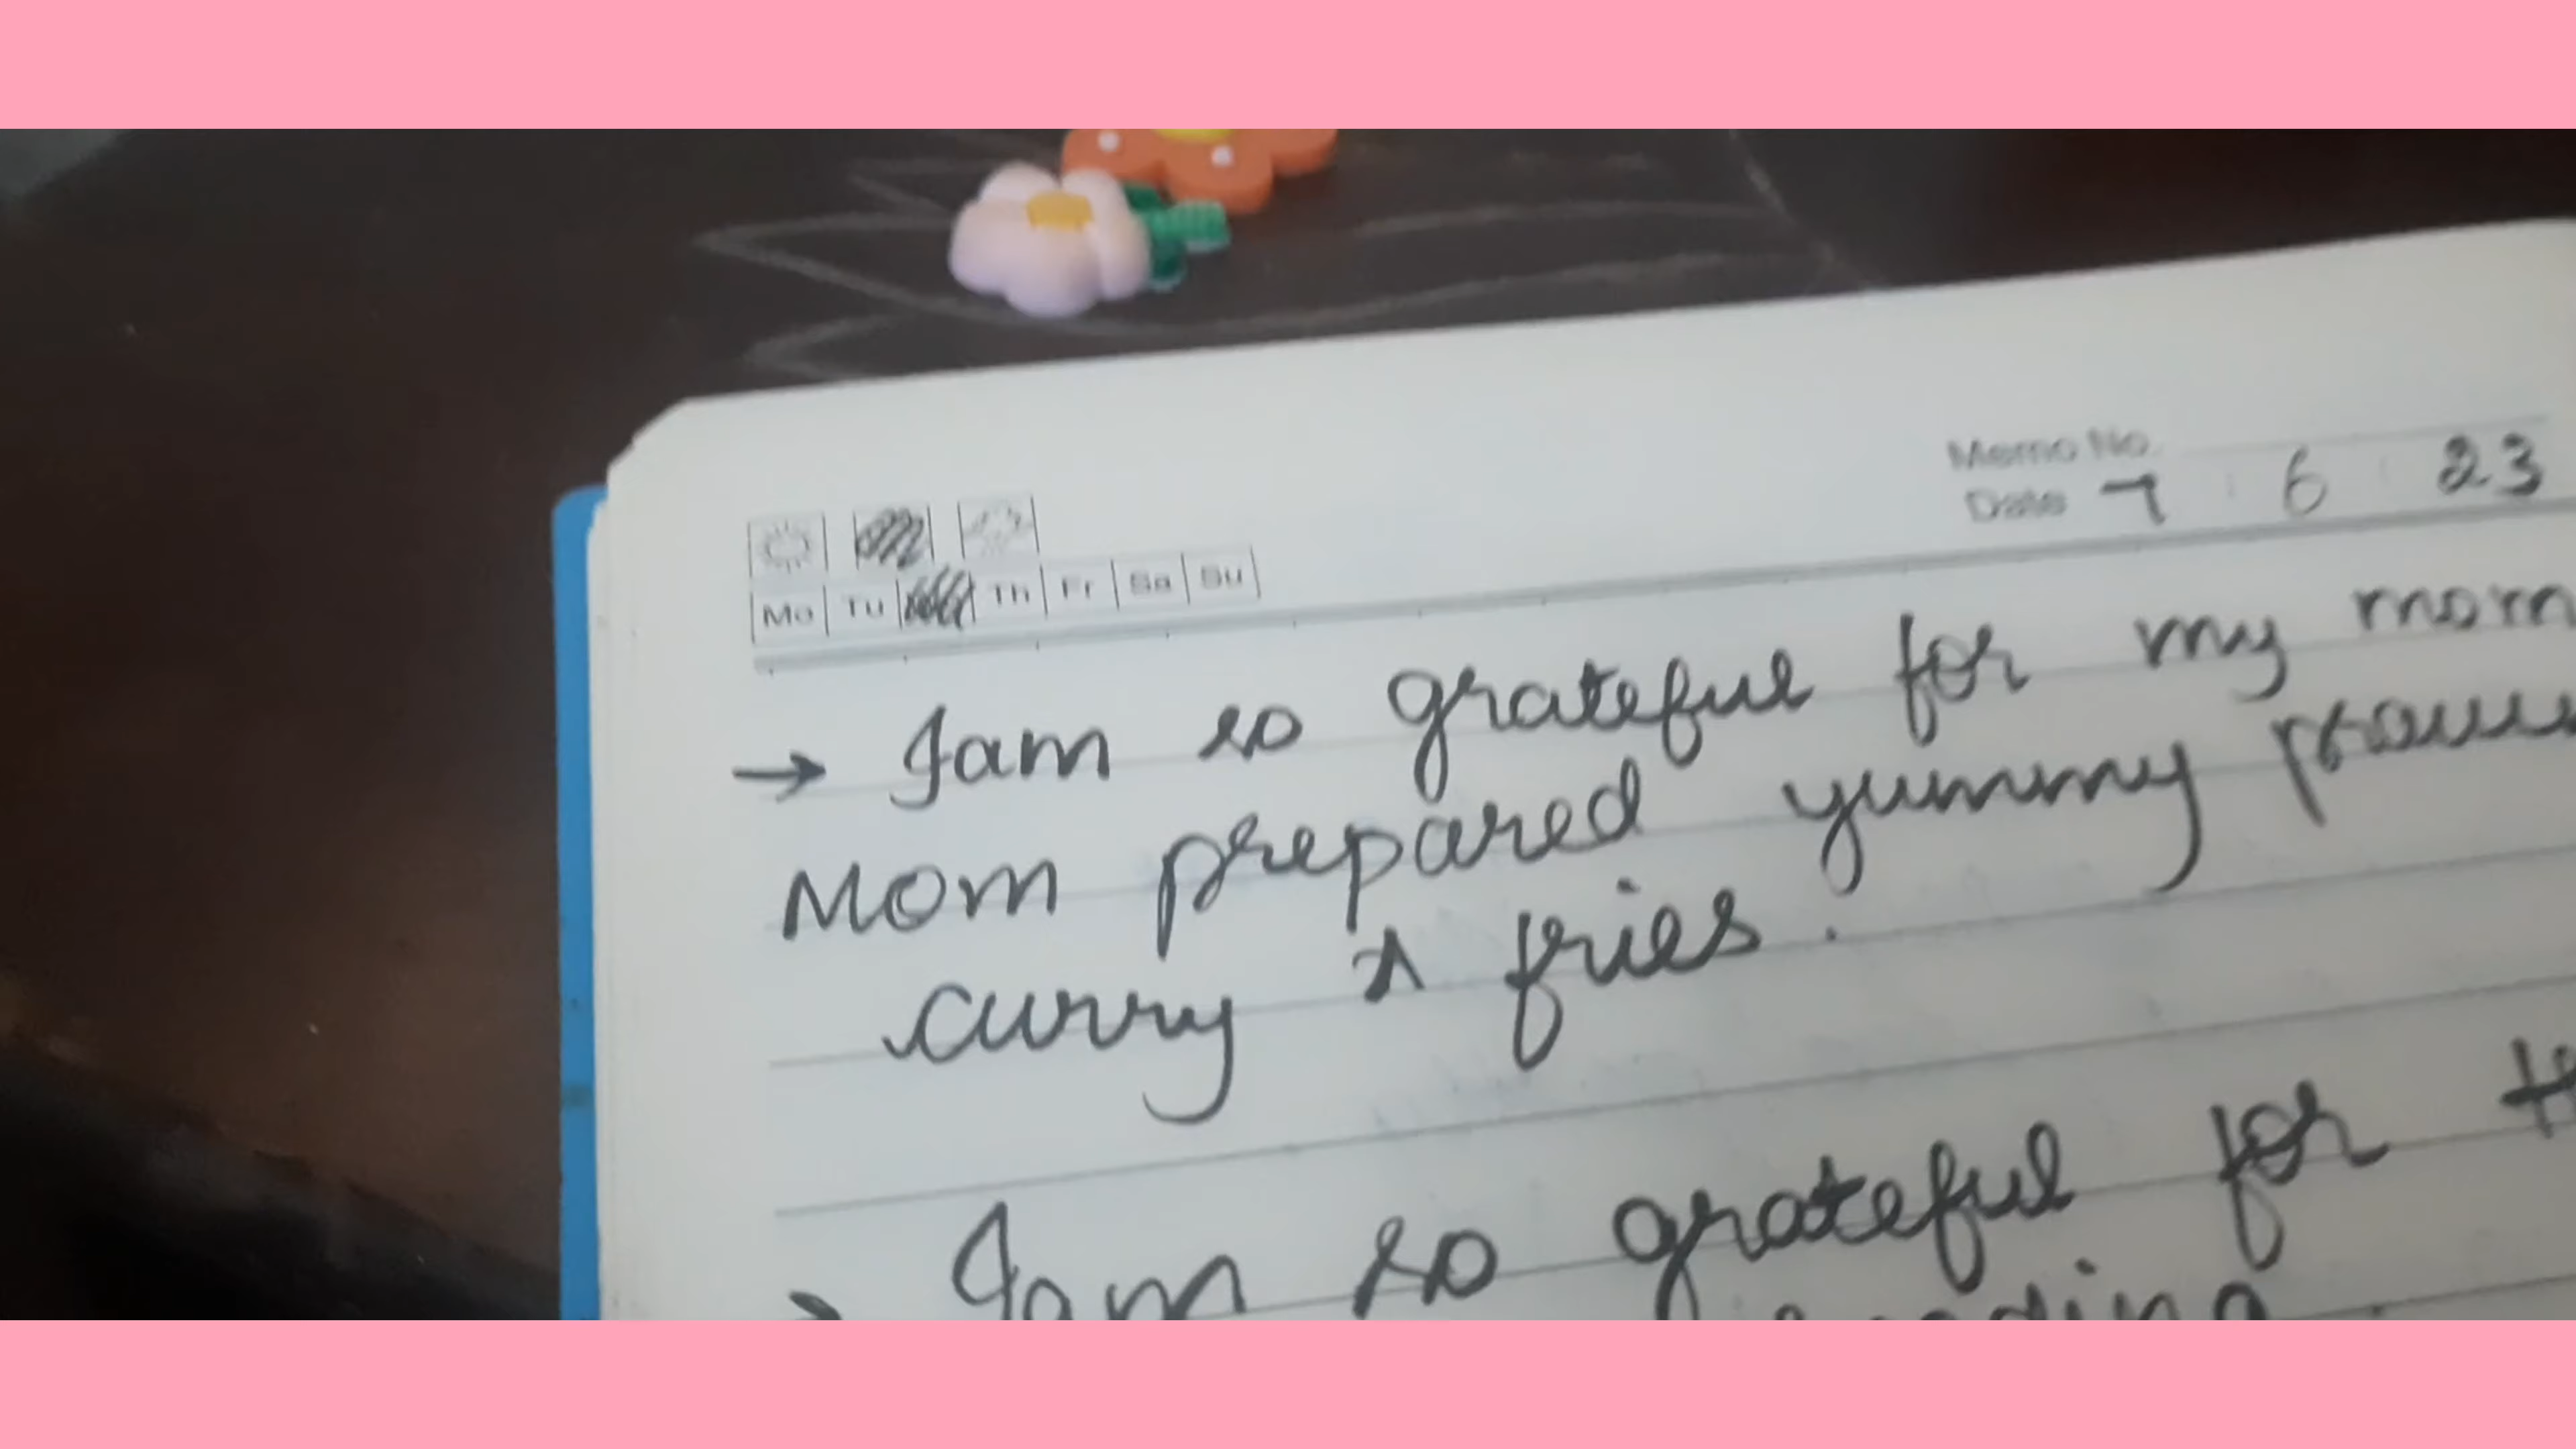 Memo No.
Date 7 6 23
Mo Tu Th Fr Sa Su
→ I am so grateful for my mom
Mom prepared yummy
curry & fries.
I am so grateful for